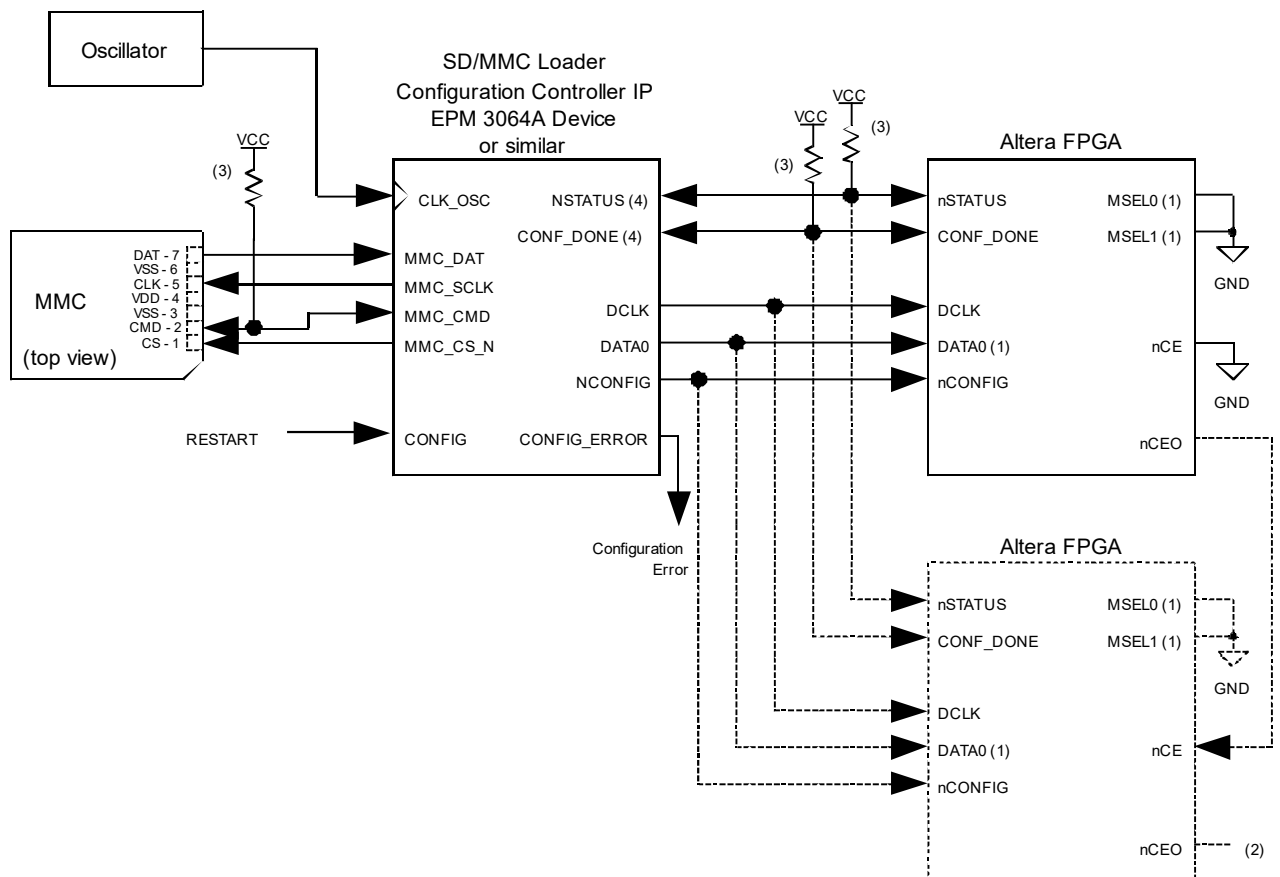 Oscillator
SD/MMC Loader
Configuration Controller IP
EPM 3064A Device
or similar
VCC
(3)
VCC
(3)
VCC
(3)
Altera FPGA
CLK_OSC
NSTATUS (4)
CONF_DONE (4)
MMC_DAT
MMC_SCLK
MMC_CMD
MMC_CS_N
DCLK
DATA0
NCONFIG
CONFIG
CONFIG_ERROR
MMC
(top view)
DAT - 7
VSS - 6
CLK - 5
VDD - 4
VSS - 3
CMD - 2
CS - 1
RESTART
Configuration
Error
nSTATUS
CONF_DONE
DCLK
DATA0 (1)
nCONFIG
MSEL0 (1)
MSEL1 (1)
GND
nCE
GND
nCEO
Altera FPGA
nSTATUS
CONF_DONE
DCLK
DATA0 (1)
nCONFIG
MSEL0 (1)
MSEL1 (1)
GND
nCE
nCEO
(2)